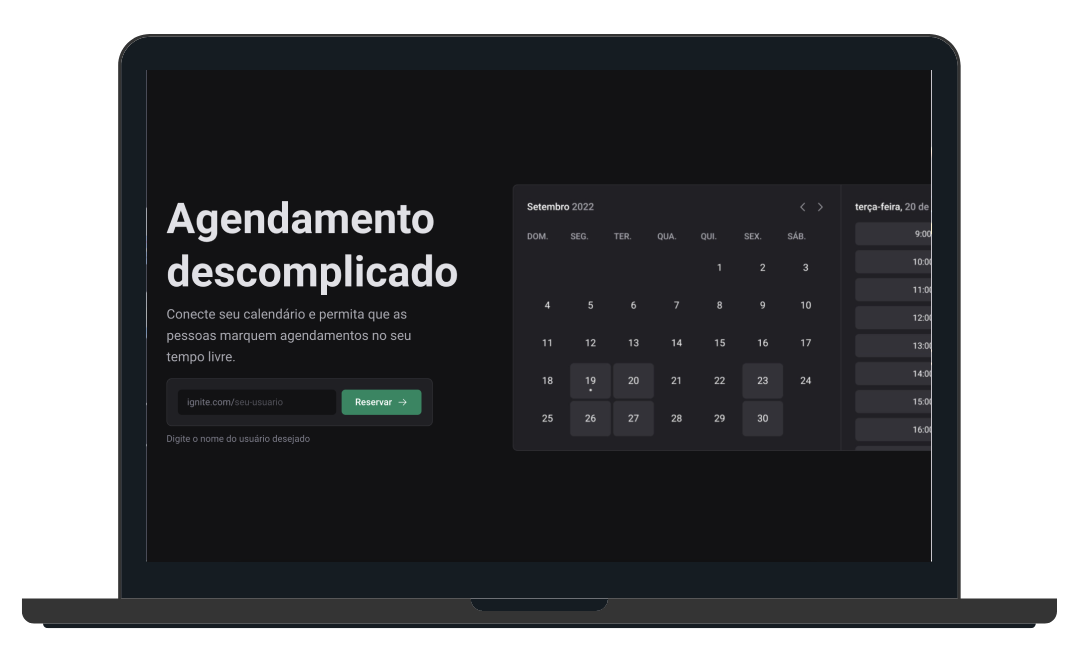 Agendamento
descomplicado
Conecte seu calendário e permita que as
pessoas marquem agendamentos no seu
tempo livre.
ignite.com/seu-usuario
Reservar →
Digite o nome do usuário desejado
Setembro 2022
DOM. SEG. TER. QUA. QUI. SEX. SÁB.
1 2 3
4 5 6 7 8 9 10
11 12 13 14 15 16 17
18 19 20 21 22 23 24
25 26 27 28 29 30
terça-feira, 20 de
9:00
10:00
11:00
12:00
13:00
14:00
15:00
16:00